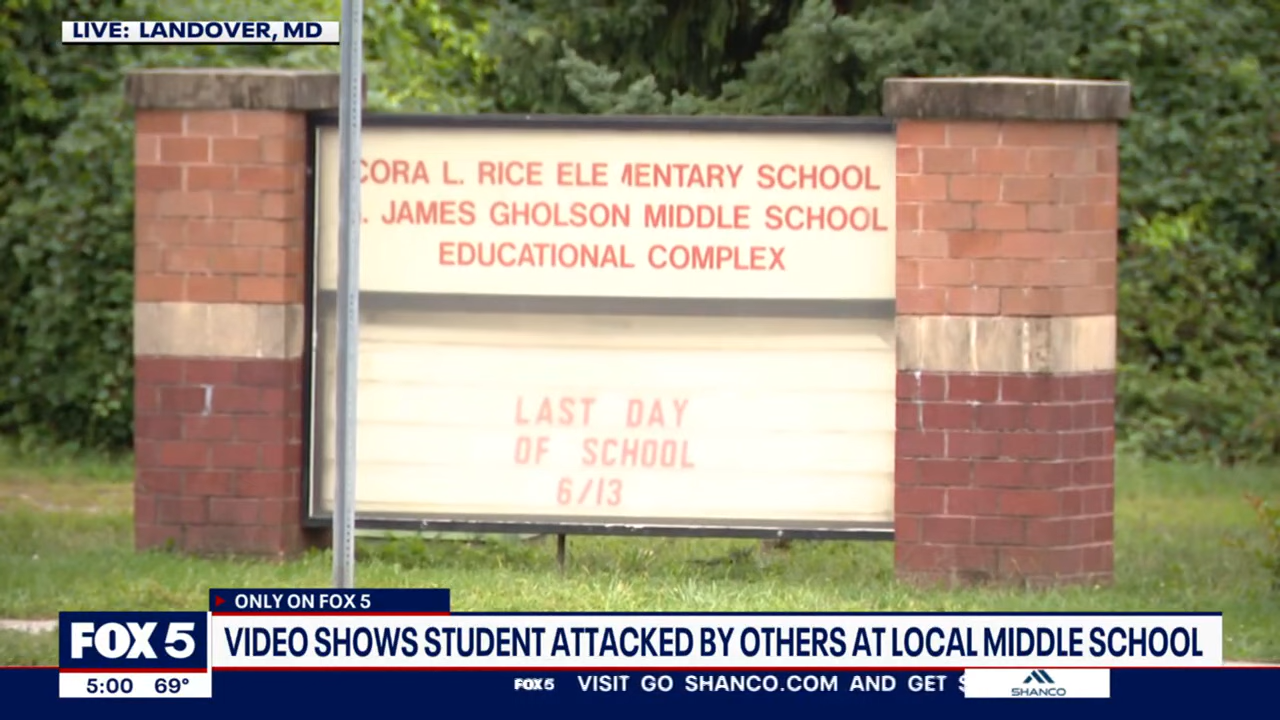 LIVE: LANDOVER, MD
CORA L. RICE ELE MENTARY SCHOOL
. JAMES GHOLSON MIDDLE SCHOOL
EDUCATIONAL COMPLEX
LAST DAY
OF SCHOOL
6/13
ONLY ON FOX 5
FOX 5
VIDEO SHOWS STUDENT ATTACKED BY OTHERS AT LOCAL MIDDLE SCHOOL
5:00 69°
FOX 5 VISIT GO SHANCO.COM AND GET
SHANCO